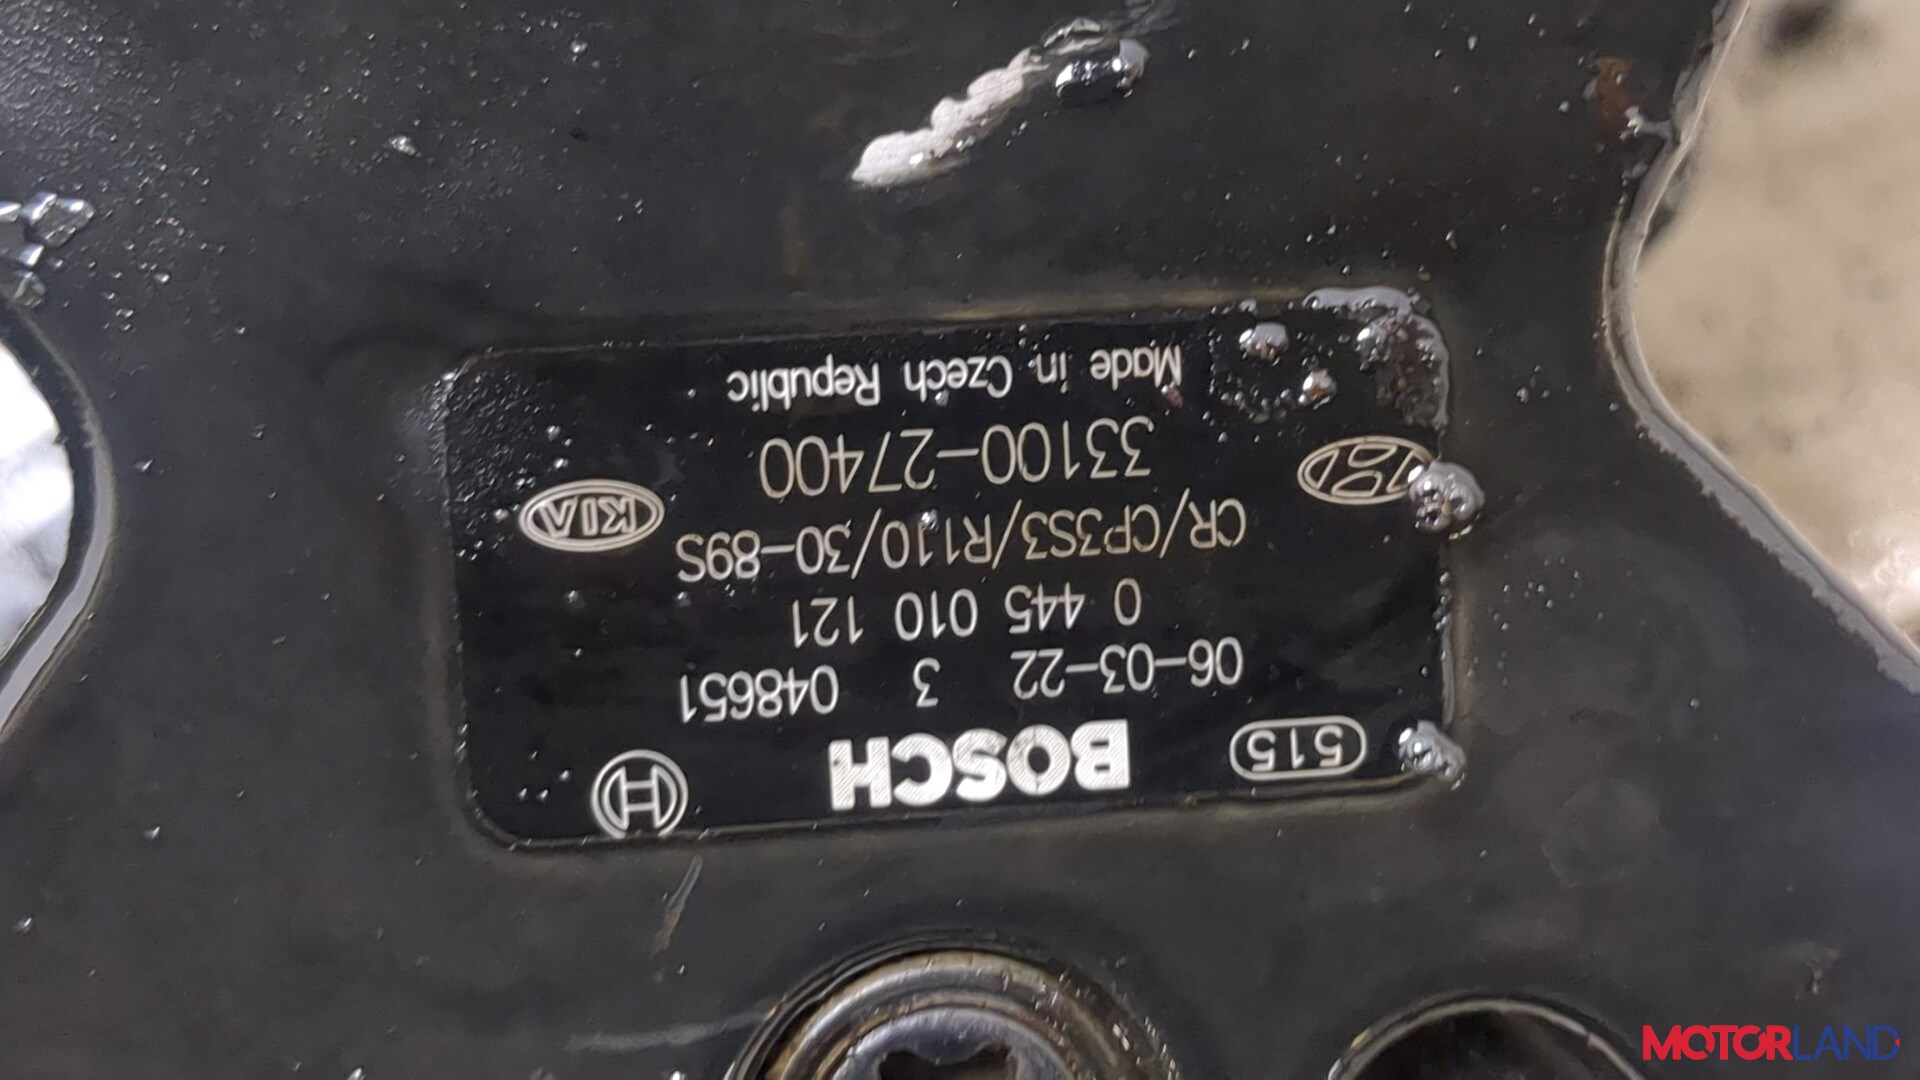 515 BOSCH
06-03-22 3 048651
0 445 010 121
CR/CP3S3/R1J10/30-89S
33100-27400
KIA
Made in Czech Republic
MOTORLAND